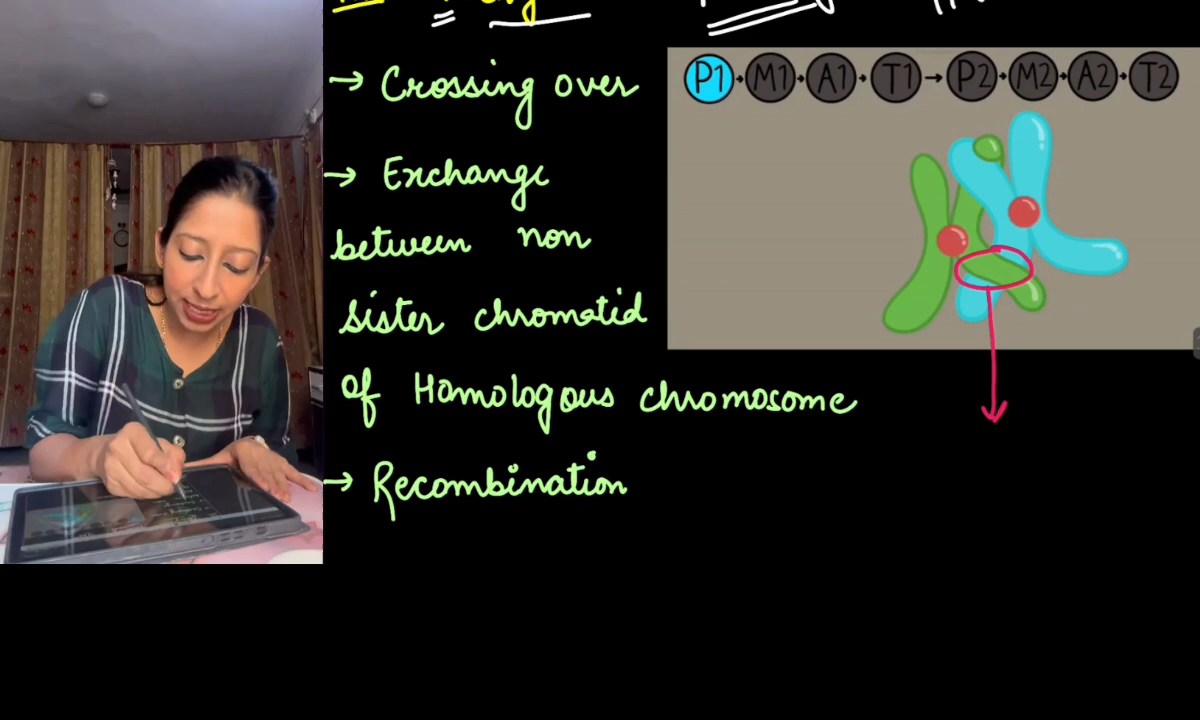 → Crossing over
P1 → M1 → A1 → T1 → P2 → M2 → A2 → T2
→ Exchange
between non
sister chromatid
of Homologous chromosome
→ Recombination